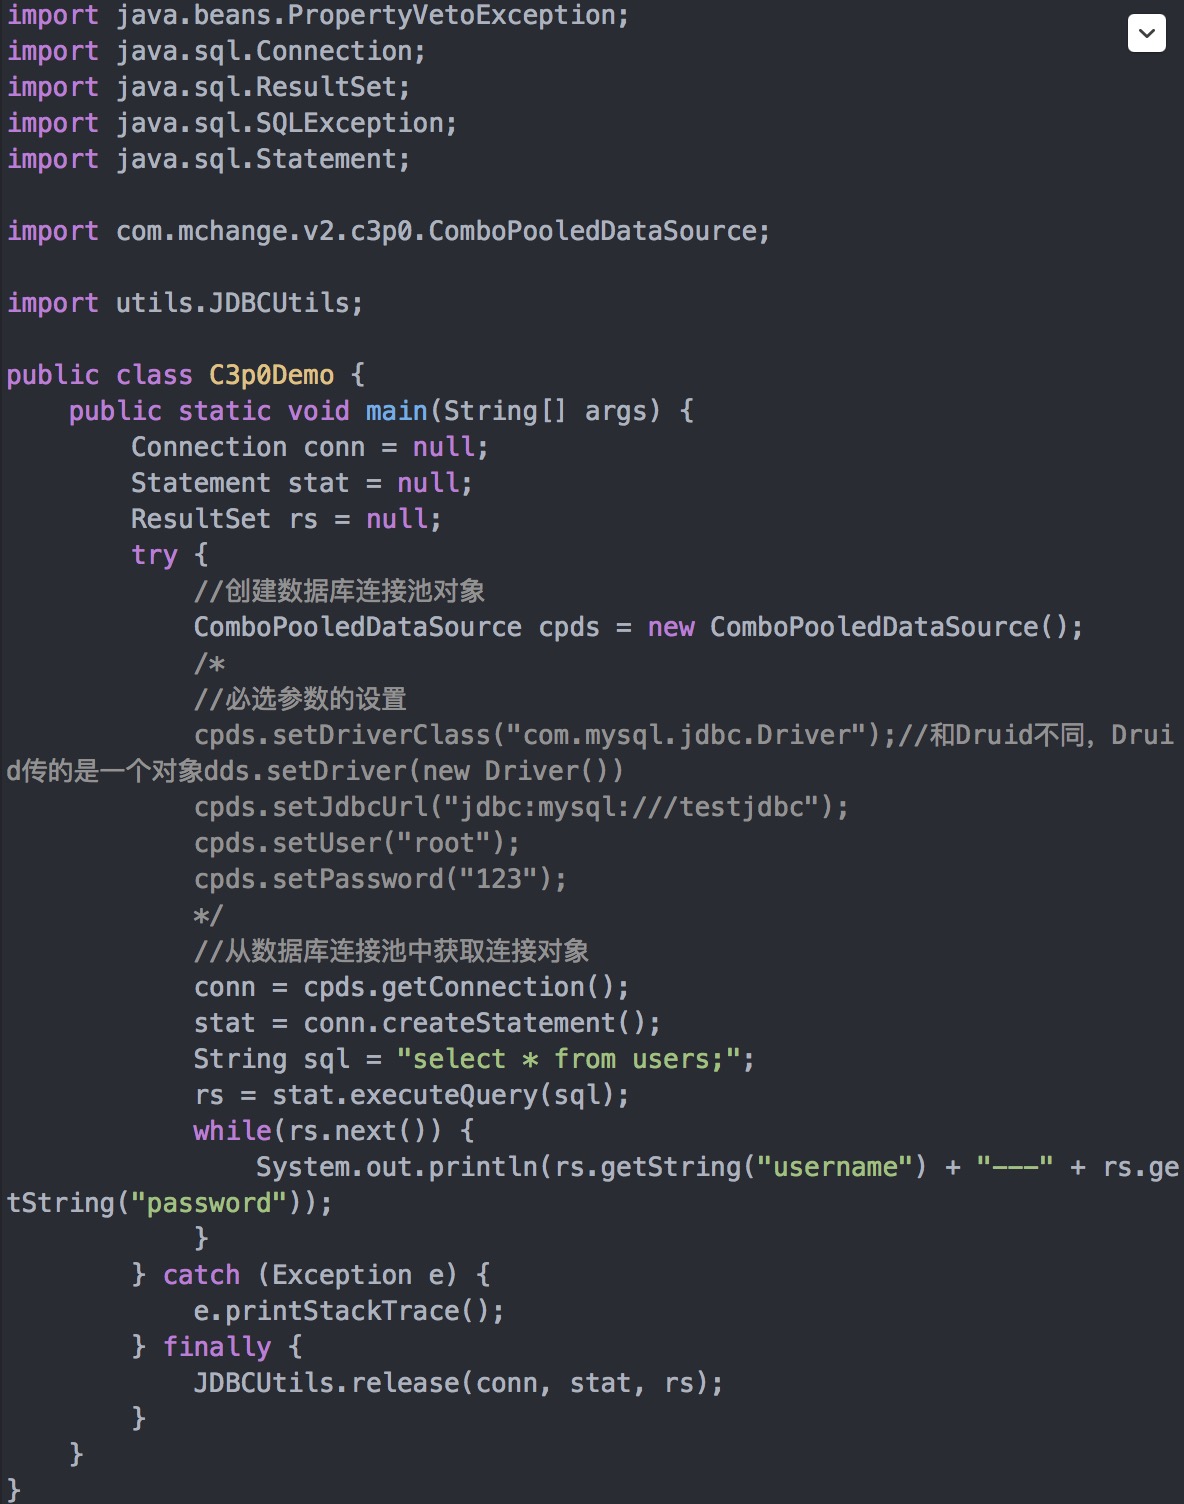 import java.beans.PropertyVetoException;
import java.sql.Connection;
import java.sql.ResultSet;
import java.sql.SQLException;
import java.sql.Statement;

import com.mchange.v2.c3p0.ComboPooledDataSource;

import utils.JDBCUtils;

public class C3p0Demo {
    public static void main(String[] args) {
        Connection conn = null;
        Statement stat = null;
        ResultSet rs = null;
        try {
            //创建数据库连接池对象
            ComboPooledDataSource cpds = new ComboPooledDataSource();
            /*
            //必选参数的设置
            cpds.setDriverClass("com.mysql.jdbc.Driver");//和Druid不同，Drui
d传的是一个对象dds.setDriver(new Driver())
            cpds.setJdbcUrl("jdbc:mysql:///testjdbc");
            cpds.setUser("root");
            cpds.setPassword("123");
            */
            //从数据库连接池中获取连接对象
            conn = cpds.getConnection();
            stat = conn.createStatement();
            String sql = "select * from users;";
            rs = stat.executeQuery(sql);
            while(rs.next()) {
                System.out.println(rs.getString("username") + "---" + rs.ge
tString("password"));
            }
        } catch (Exception e) {
            e.printStackTrace();
        } finally {
            JDBCUtils.release(conn, stat, rs);
        }
    }
}